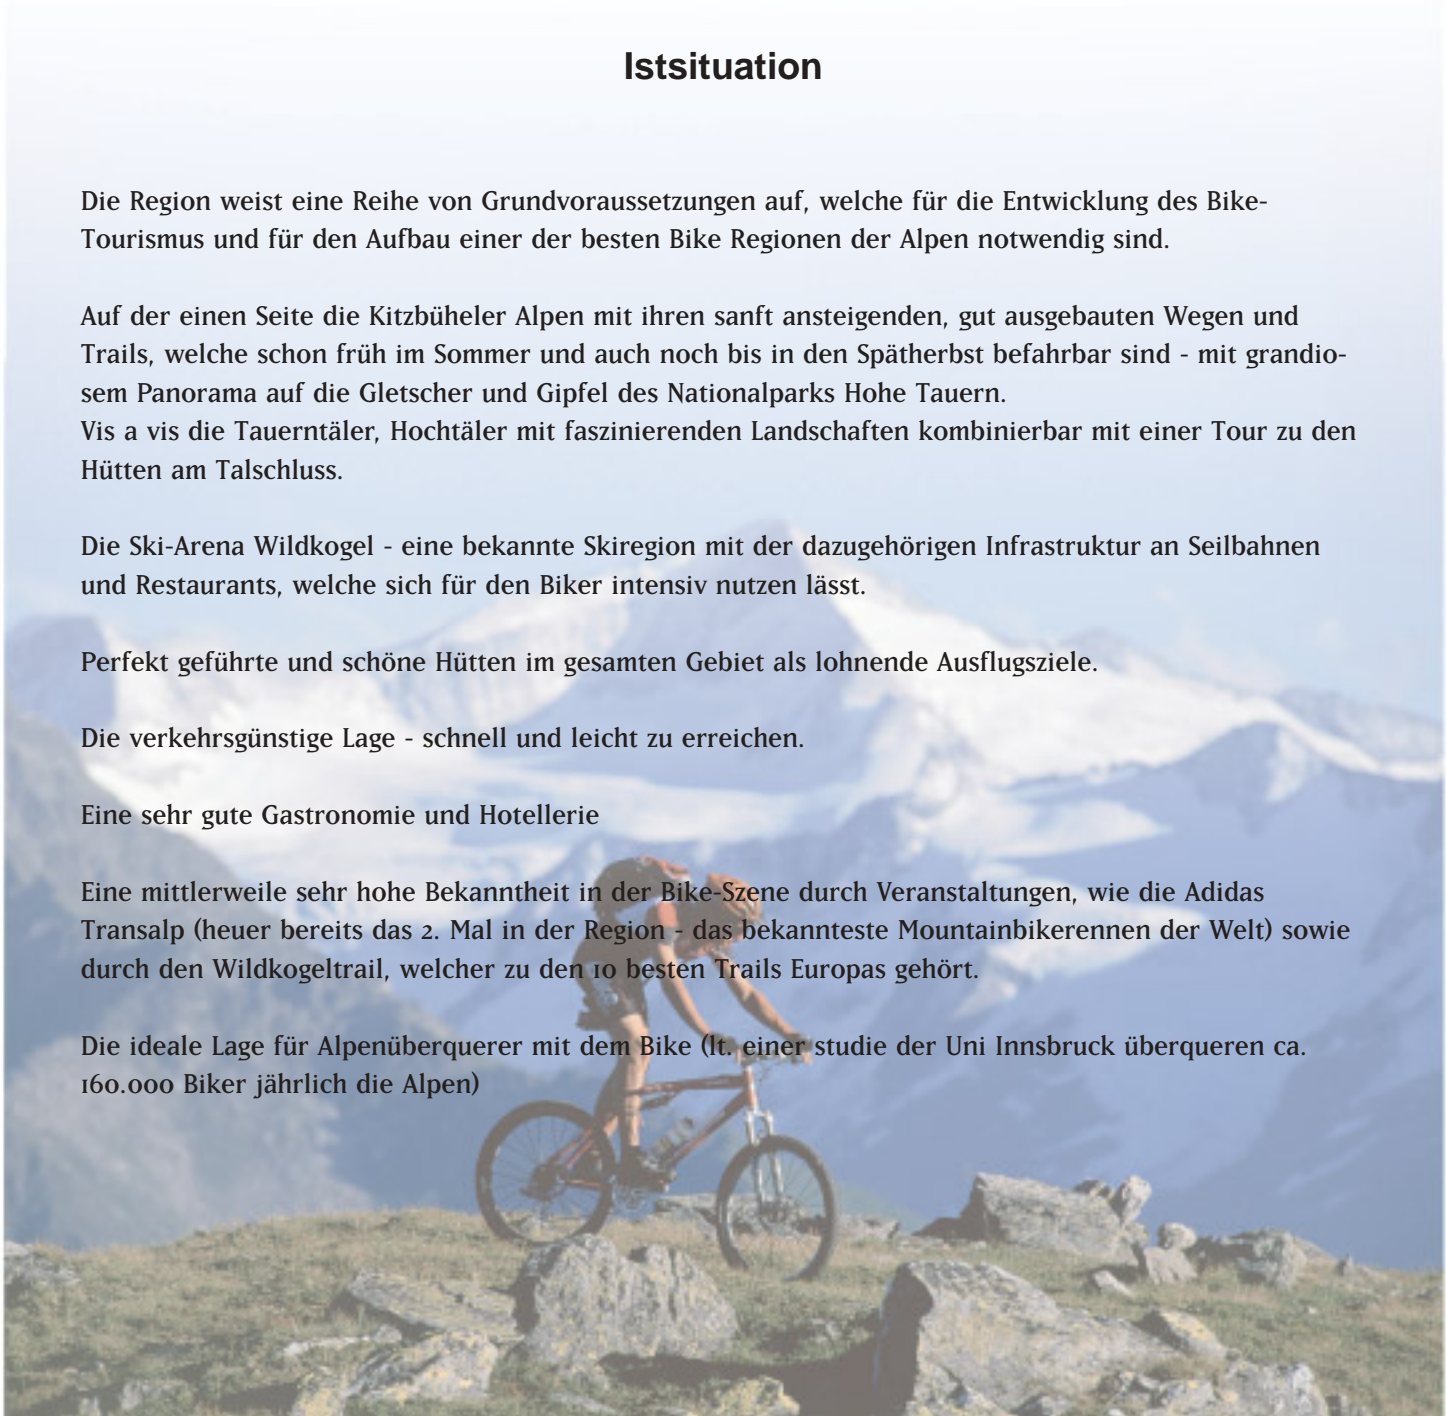 Istsituation
Die Region weist eine Reihe von Grundvoraussetzungen auf, welche für die Entwicklung des Bike-
Tourismus und für den Aufbau einer der besten Bike Regionen der Alpen notwendig sind.
Auf der einen Seite die Kitzbüheler Alpen mit ihren sanft ansteigenden, gut ausgebauten Wegen und
Trails, welche schon früh im Sommer und auch noch bis in den Spätherbst befahrbar sind - mit grandio-
sem Panorama auf die Gletscher und Gipfel des Nationalparks Hohe Tauern.
Vis a vis die Tauerntäler, Hochtäler mit faszinierenden Landschaften kombinierbar mit einer Tour zu den
Hütten am Talschluss.
Die Ski-Arena Wildkogel - eine bekannte Skiregion mit der dazugehörigen Infrastruktur an Seilbahnen
und Restaurants, welche sich für den Biker intensiv nutzen lässt.
Perfekt geführte und schöne Hütten im gesamten Gebiet als lohnende Ausflugsziele.
Die verkehrsgünstige Lage - schnell und leicht zu erreichen.
Eine sehr gute Gastronomie und Hotellerie
Eine mittlerweile sehr hohe Bekanntheit in der Bike-Szene durch Veranstaltungen, wie die Adidas
Transalp (heuer bereits das 2. Mal in der Region - das bekannteste Mountainbikerennen der Welt) sowie
durch den Wildkogeltrail, welcher zu den 10 besten Trails Europas gehört.
Die ideale Lage für Alpenüberquerer mit dem Bike (lt. einer studie der Uni Innsbruck überqueren ca.
160.000 Biker jährlich die Alpen)